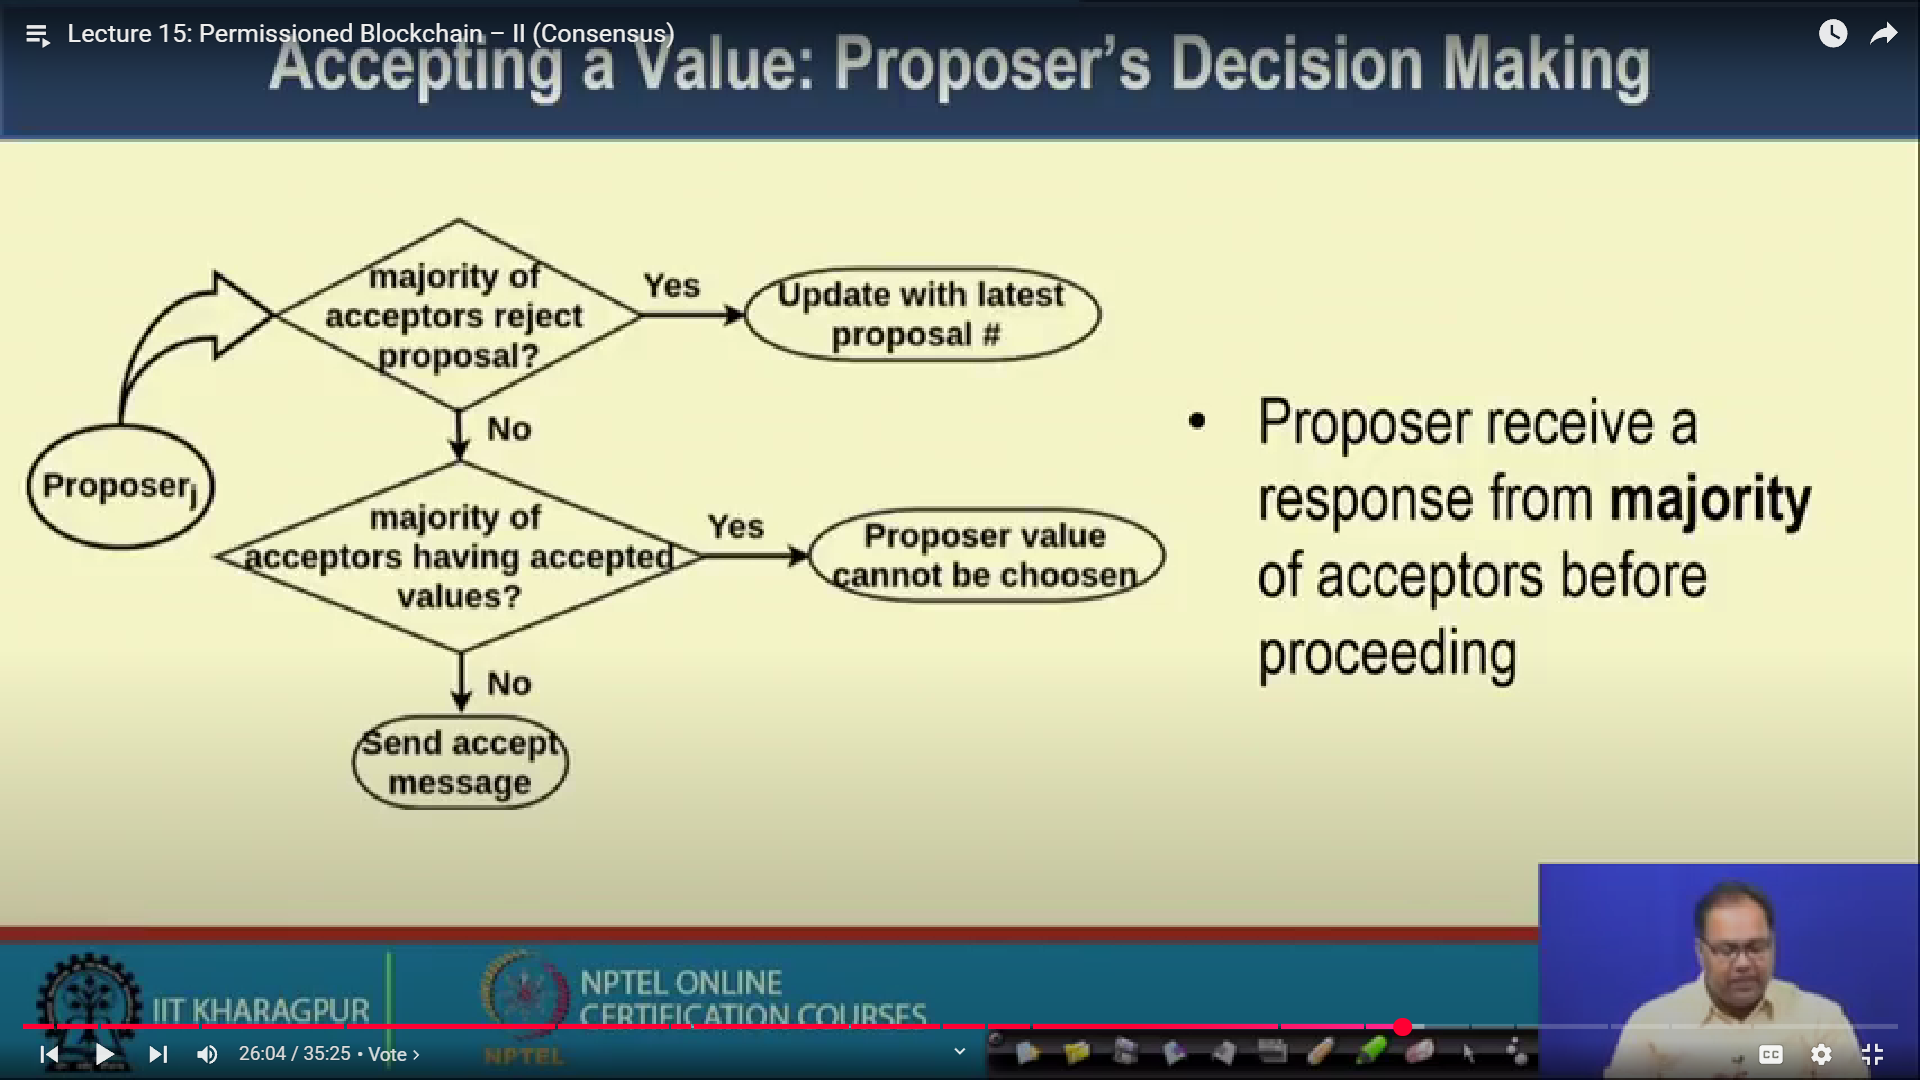 Lecture 15: Permissioned Blockchain – II (Consensus)
Accepting a Value: Proposer's Decision Making
majority of
acceptors reject
proposal?
Yes
Update with latest
proposal #
No
Proposerj
majority of
acceptors having accepted
values?
Yes
Proposer value
cannot be choosen
No
Send accept
message
• Proposer receive a
response from majority
of acceptors before
proceeding
IIT KHARAGPUR
NPTEL
NPTEL ONLINE
CERTIFICATION COURSES
26:04 / 35:25 • Vote ›
CC